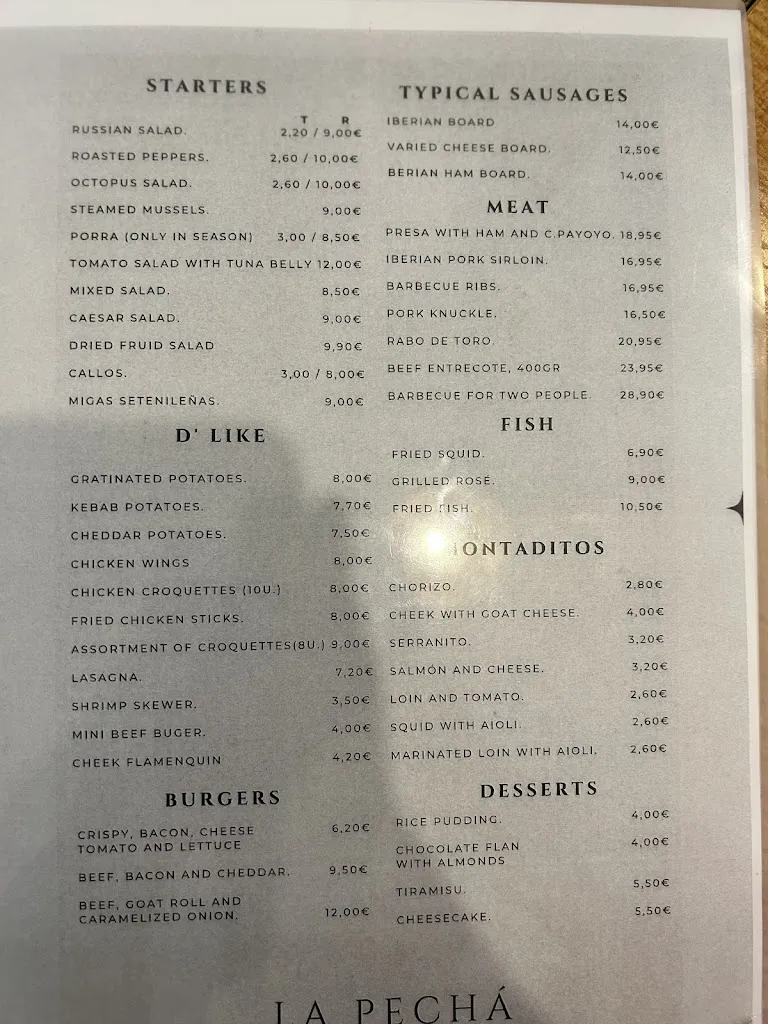 STARTERS
T R
RUSSIAN SALAD. 2,20 / 9,00€
ROASTED PEPPERS. 2,60 / 10,00€
OCTOPUS SALAD. 2,60 / 10,00€
STEAMED MUSSELS. 9,00€
PORRA (ONLY IN SEASON) 3,00 / 8,50€
TOMATO SALAD WITH TUNA BELLY 12,00€
MIXED SALAD. 8,50€
CAESAR SALAD. 9,00€
DRIED FRUID SALAD 9,90€
CALLOS. 3,00 / 8,00€
MIGAS SETENILEÑAS. 9,00€
D' LIKE
GRATINATED POTATOES. 8,00€
KEBAB POTATOES. 7,70€
CHEDDAR POTATOES. 7,50€
CHICKEN WINGS 8,00€
CHICKEN CROQUETTES (10U.) 8,00€
FRIED CHICKEN STICKS. 8,00€
ASSORTMENT OF CROQUETTES(8U.) 9,00€
LASAGNA. 7,20€
SHRIMP SKEWER. 3,50€
MINI BEEF BUGER. 4,00€
CHEEK FLAMENQUIN 4,20€
BURGERS
CRISPY, BACON, CHEESE 6,20€
TOMATO AND LETTUCE
BEEF, BACON AND CHEDDAR. 9,50€
BEEF, GOAT ROLL AND
CARAMELIZED ONION. 12,00€
TYPICAL SAUSAGES
IBERIAN BOARD 14,00€
VARIED CHEESE BOARD. 12,50€
BERIAN HAM BOARD. 14,00€
MEAT
PRESA WITH HAM AND C.PAYOYO. 18,95€
IBERIAN PORK SIRLOIN. 16,95€
BARBECUE RIBS. 16,95€
PORK KNUCKLE. 16,50€
RABO DE TORO. 20,95€
BEEF ENTRECOTE, 400GR 23,95€
BARBECUE FOR TWO PEOPLE. 28,90€
FISH
FRIED SQUID. 6,90€
GRILLED ROSÉ. 9,00€
FRIED FISH. 10,50€
MONTADITOS
CHORIZO. 2,80€
CHEEK WITH GOAT CHEESE. 4,00€
SERRANITO. 3,20€
SALMÓN AND CHEESE. 3,20€
LOIN AND TOMATO. 2,60€
SQUID WITH AIOLI. 2,60€
MARINATED LOIN WITH AIOLI. 2,60€
DESSERTS
RICE PUDDING. 4,00€
CHOCOLATE FLAN 4,00€
WITH ALMONDS
TIRAMISU. 5,50€
CHEESECAKE. 5,50€
LA PECHÁ